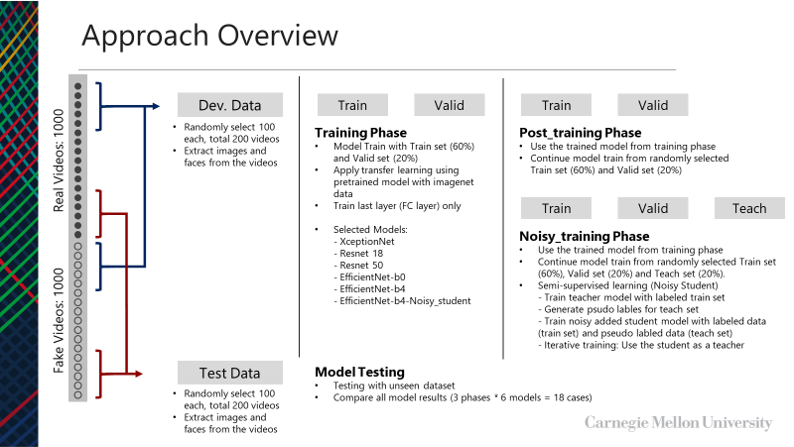 Approach Overview
Real Videos: 1000
Fake Videos: 1000
Dev. Data
• Randomly select 100
each, total 200 videos
• Extract images and
faces from the videos
Test Data
• Randomly select 100
each, total 200 videos
• Extract images and
faces from the videos
Train
Valid
Training Phase
• Model Train with Train set (60%)
and Valid set (20%)
• Apply transfer learning using
pretrained model with imagenet
data
• Train last layer (FC layer) only
• Selected Models:
- XceptionNet
- Resnet 18
- Resnet 50
- EfficientNet-b0
- EfficientNet-b4
- EfficientNet-b4-Noisy_student
Train
Valid
Post_training Phase
• Use the trained model from training phase
• Continue model train from randomly selected
Train set (60%) and Valid set (20%)
Train
Valid
Teach
Noisy_training Phase
• Use the trained model from training phase
• Continue model train from randomly selected Train set
(60%), Valid set (20%) and Teach set (20%).
• Semi-supervised learning (Noisy Student)
- Train teacher model with labeled train set
- Generate psudo lables for teach set
- Train noisy added student model with labeled data
(train set) and pseudo labled data (teach set)
- Iterative training: Use the student as a teacher
Model Testing
• Testing with unseen dataset
• Compare all model results (3 phases * 6 models = 18 cases)
Carnegie Mellon University